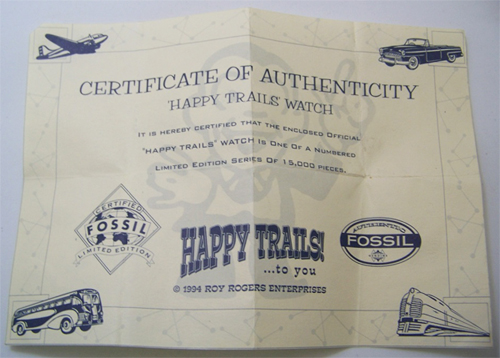 CERTIFICATE OF AUTHENTICITY
'HAPPY TRAILS' WATCH
IT IS HEREBY CERTIFIED THAT THE ENCLOSED OFFICIAL
"HAPPY TRAILS" WATCH IS ONE OF A NUMBERED
LIMITED EDITION SERIES OF 15,000 PIECES.
CERTIFIED
FOSSIL
LIMITED EDITION
HAPPY TRAILS!
...to you
© 1994 ROY ROGERS ENTERPRISES
AUTHENTIC
FOSSIL